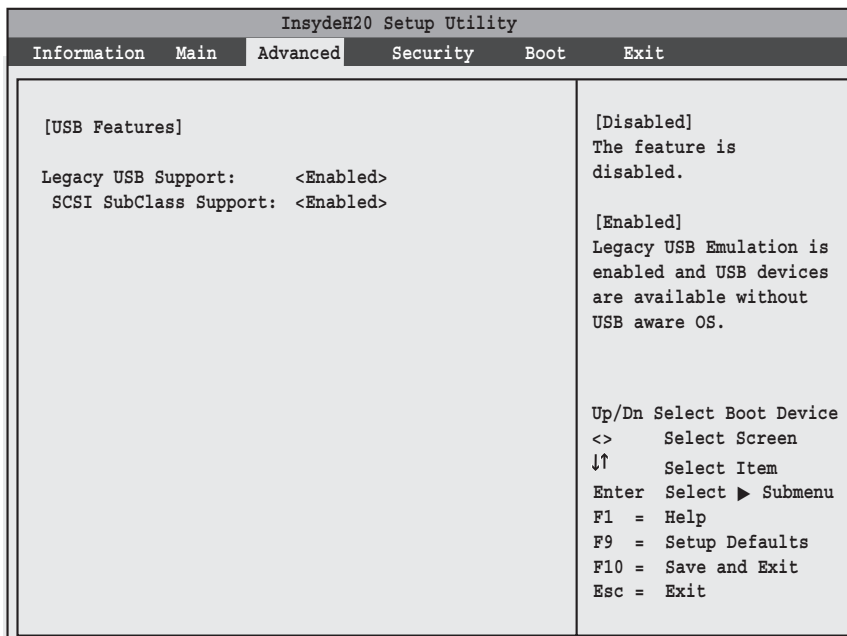 InsydeH20 Setup Utility
Information Main Advanced Security Boot Exit
[USB Features]
Legacy USB Support: <Enabled>
SCSI SubClass Support: <Enabled>
[Disabled]
The feature is
disabled.
[Enabled]
Legacy USB Emulation is
enabled and USB devices
are available without
USB aware OS.
Up/Dn Select Boot Device
<> Select Screen
↓↑ Select Item
Enter Select ▶ Submenu
F1 = Help
F9 = Setup Defaults
F10 = Save and Exit
Esc = Exit